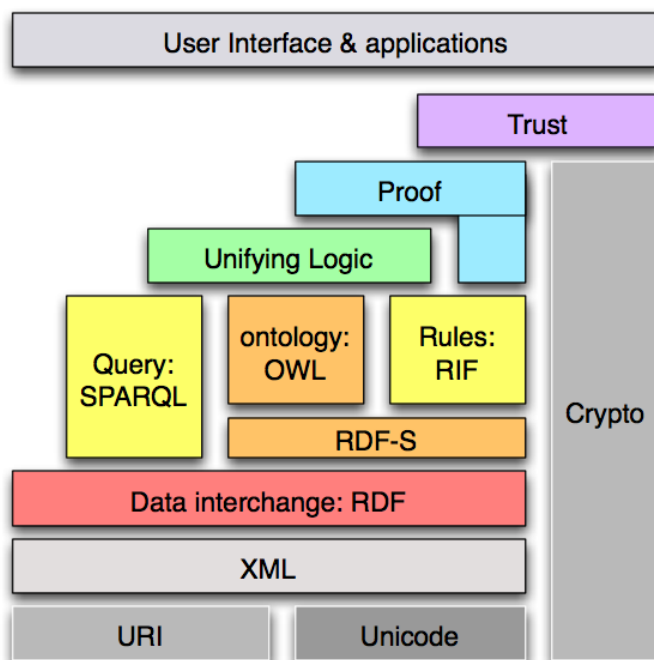 User Interface & applications
Trust
Proof
Unifying Logic
Query:
SPARQL
ontology:
OWL
Rules:
RIF
RDF-S
Crypto
Data interchange: RDF
XML
URI
Unicode